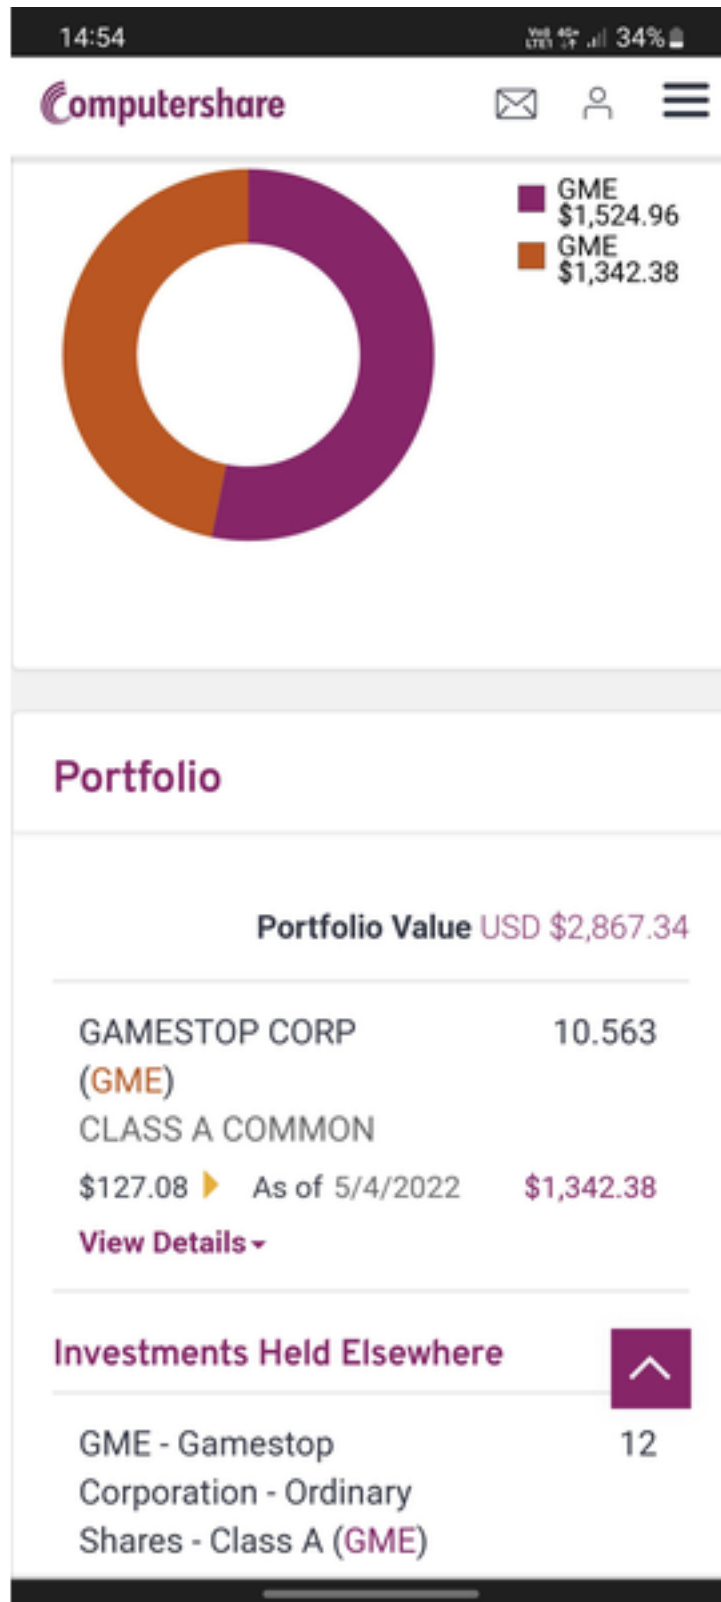 14:54
34%
Computershare
GME
$1,524.96
GME
$1,342.38
Portfolio
Portfolio Value USD $2,867.34
GAMESTOP CORP 10.563
(GME)
CLASS A COMMON
$127.08 As of 5/4/2022 $1,342.38
View Details
Investments Held Elsewhere
GME - Gamestop 12
Corporation - Ordinary
Shares - Class A (GME)